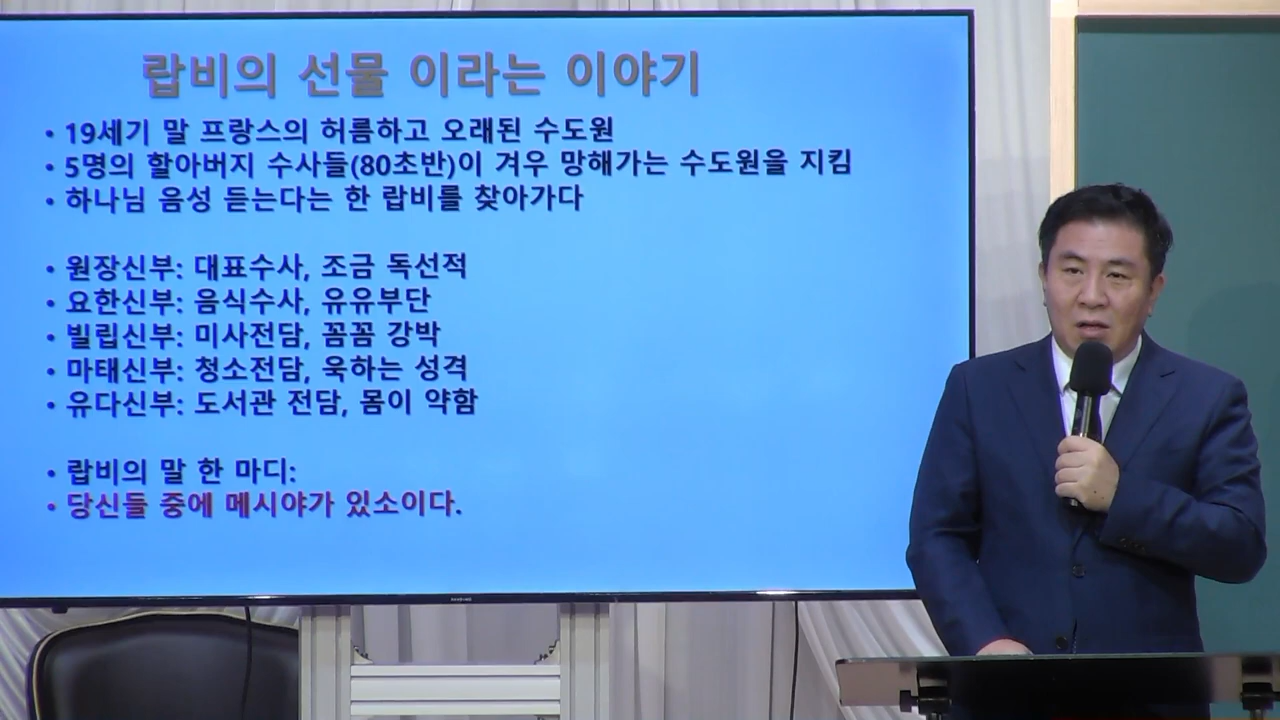 랍비의 선물 이라는 이야기
• 19세기 말 프랑스의 허름하고 오래된 수도원
• 5명의 할아버지 수사들(80초반)이 겨우 망해가는 수도원을 지킴
• 하나님 음성 듣는다는 한 랍비를 찾아가다
• 원장신부: 대표수사, 조금 독선적
• 요한신부: 음식수사, 유유부단
• 빌립신부: 미사전담, 꼼꼼 강박
• 마태신부: 청소전담, 욱하는 성격
• 유다신부: 도서관 전담, 몸이 약함
• 랍비의 말 한 마디:
• 당신들 중에 메시야가 있소이다.